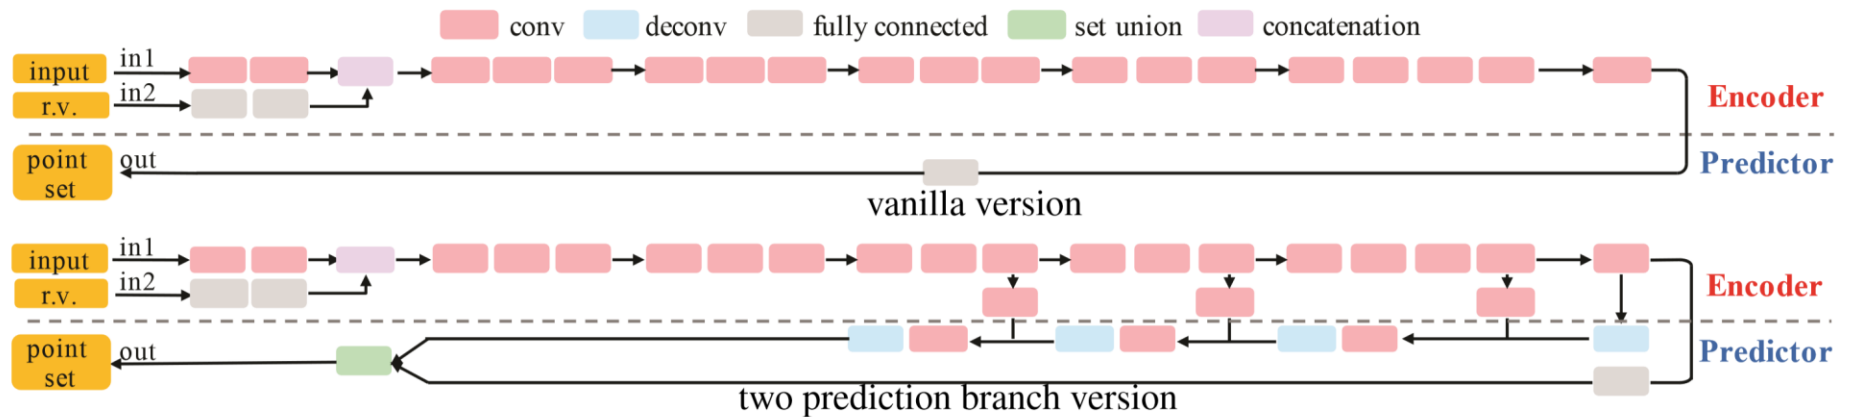 conv deconv fully connected set union concatenation
input in1
r.v. in2
Encoder
point set out
Predictor
vanilla version
input in1
r.v. in2
Encoder
point set out
Predictor
two prediction branch version